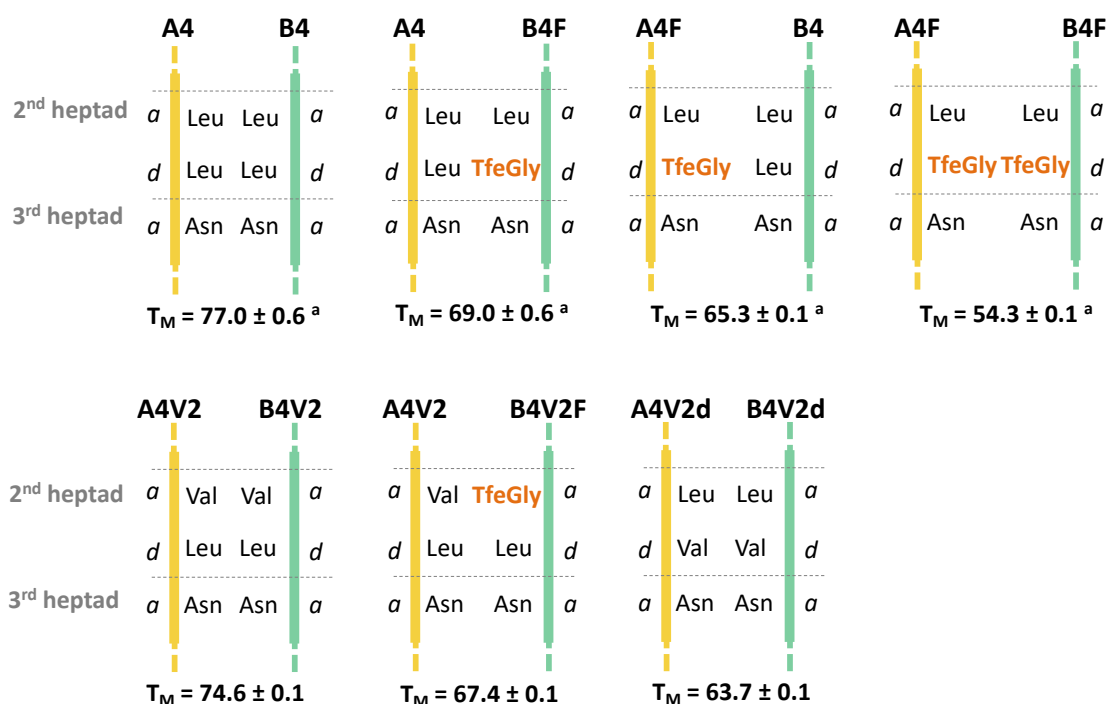 A4 B4 A4 B4F A4F B4 A4F B4F
2nd heptad a Leu Leu a a Leu Leu a a Leu Leu a a Leu Leu a
d Leu Leu d d Leu TfeGly d d TfeGly Leu d d TfeGly TfeGly d
3rd heptad a Asn Asn a a Asn Asn a a Asn Asn a a Asn Asn a
TM = 77.0 ± 0.6 a TM = 69.0 ± 0.6 a TM = 65.3 ± 0.1 a TM = 54.3 ± 0.1 a
A4V2 B4V2 A4V2 B4V2F A4V2d B4V2d
2nd heptad a Val Val a a Val TfeGly a a Leu Leu a
d Leu Leu d d Leu Leu d d Val Val d
3rd heptad a Asn Asn a a Asn Asn a a Asn Asn a
TM = 74.6 ± 0.1 TM = 67.4 ± 0.1 TM = 63.7 ± 0.1